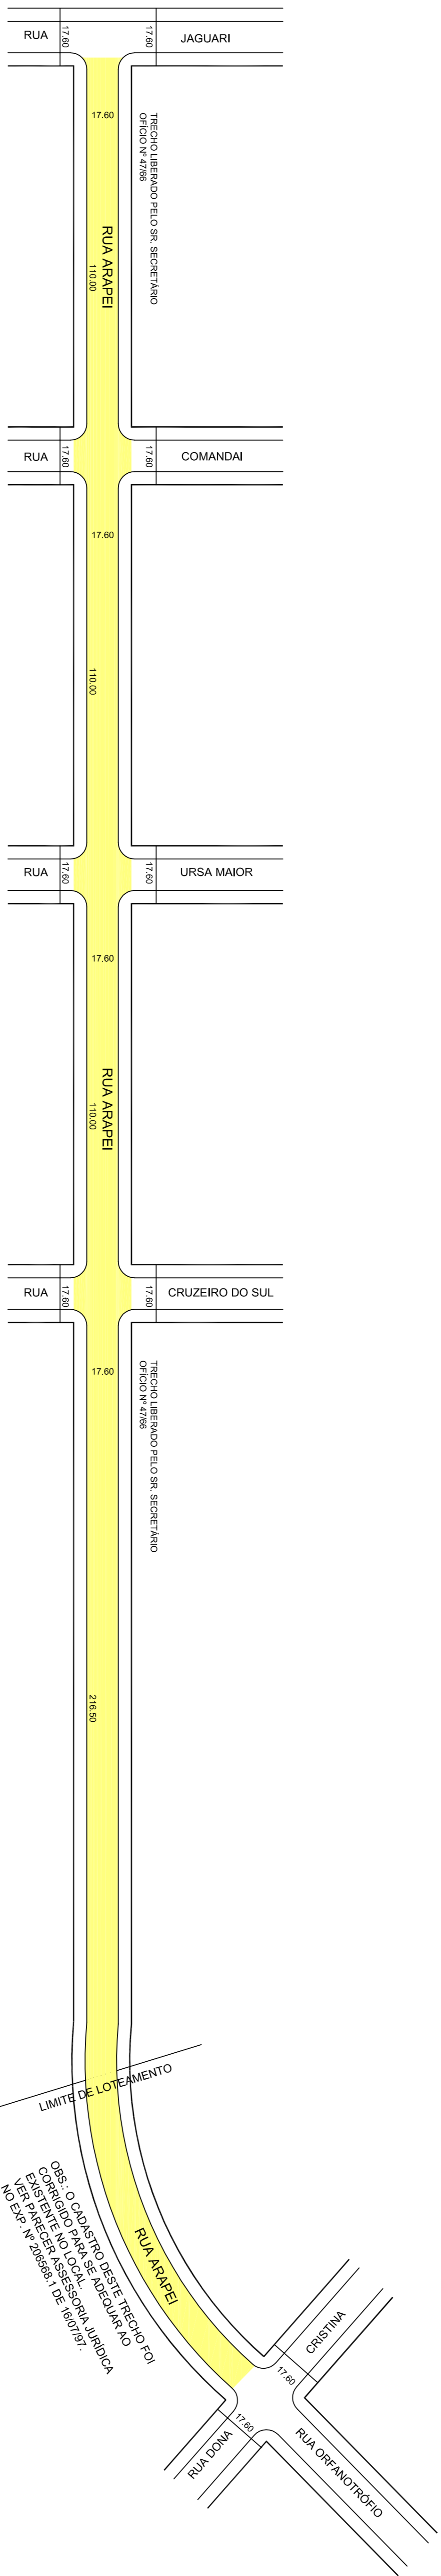 RUA
17.60
17.60
JAGUARI
17.60
TRECHO LIBERADO PELO SR. SECRETÁRIO
OFÍCIO Nº 47/66
RUA ARAPEI
110.00
RUA
17.60
17.60
COMANDAI
17.60
110.00
RUA
17.60
17.60
URSA MAIOR
17.60
RUA ARAPEI
110.00
RUA
17.60
17.60
CRUZEIRO DO SUL
17.60
TRECHO LIBERADO PELO SR. SECRETÁRIO
OFÍCIO Nº 47/66
216.50
LIMITE DE LOTEAMENTO
OBS.: O CADASTRO DESTE TRECHO FOI
CORRIGIDO PARA SE ADEQUAR AO
EXISTENTE NO LOCAL.
VER PARECER ASSESSORIA JURÍDICA
NO EXP. Nº 206568.1 DE 16/07/97.
RUA ARAPEI
CRISTINA
17.60
17.60
RUA DONA
RUA ORFANOTRÓFIO